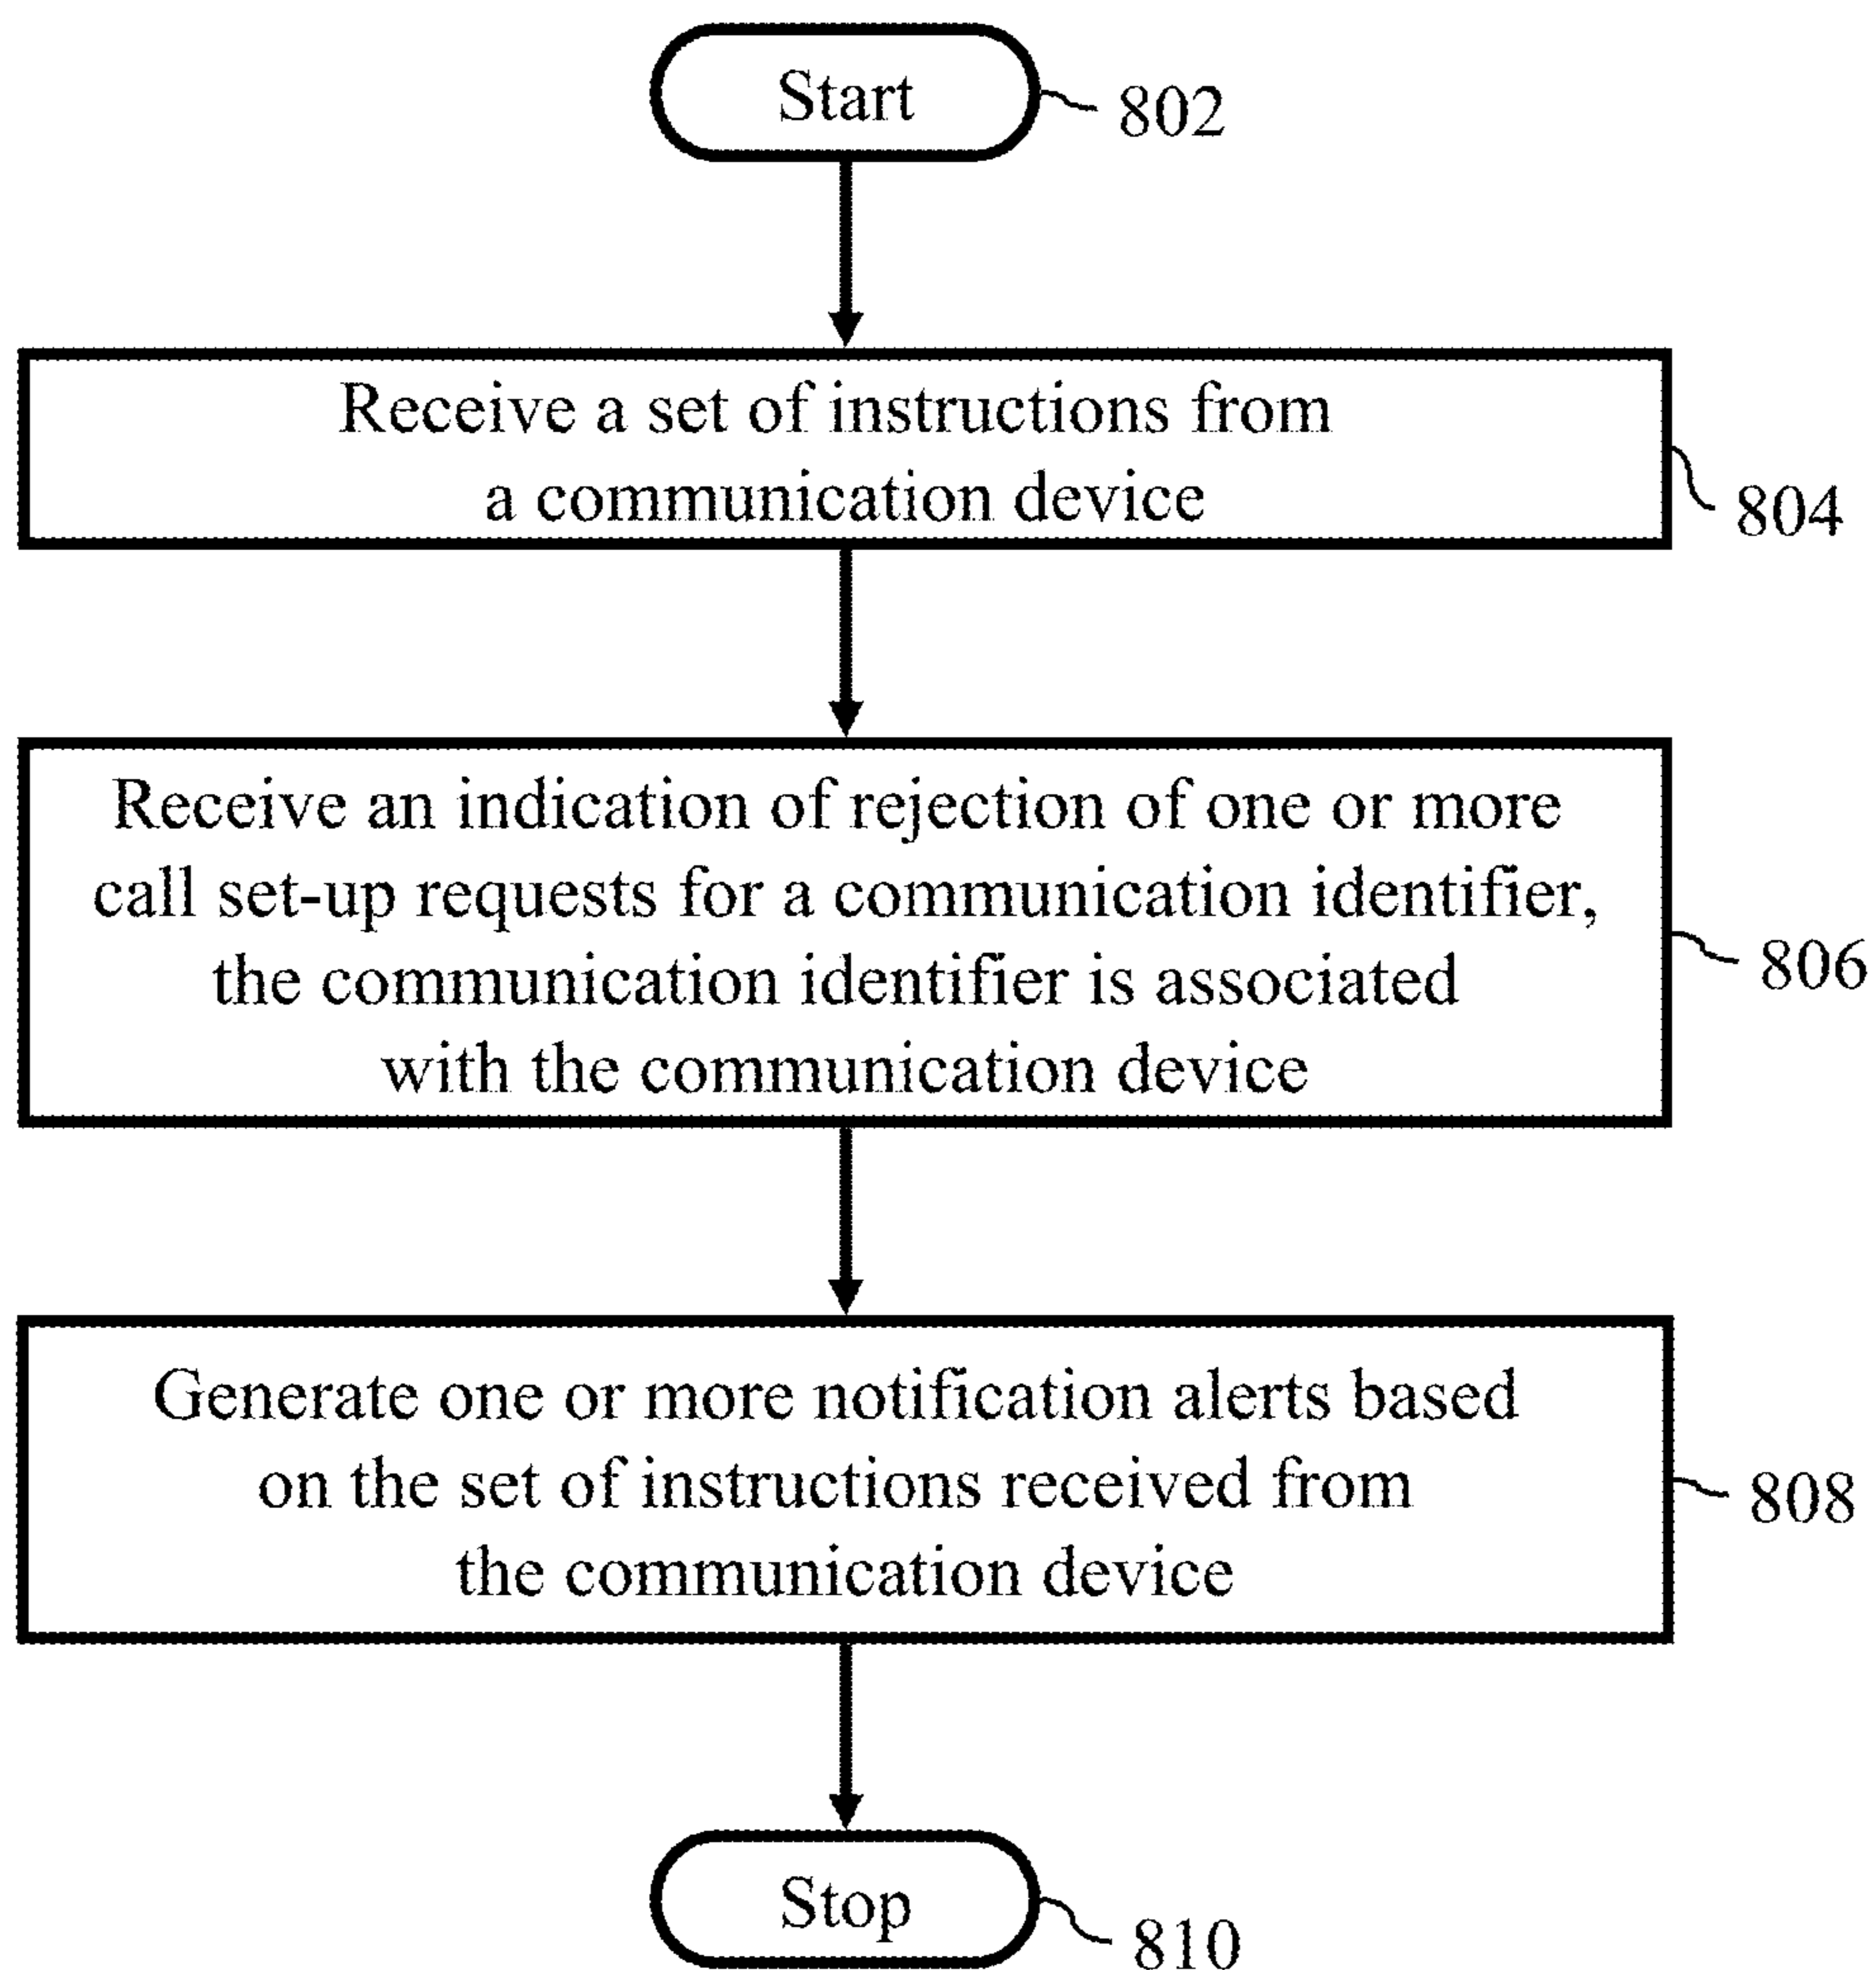 Start
802
Receive a set of instructions from
a communication device
804
Receive an indication of rejection of one or more
call set-up requests for a communication identifier,
the communication identifier is associated
with the communication device
806
Generate one or more notification alerts based
on the set of instructions received from
the communication device
808
Stop
810